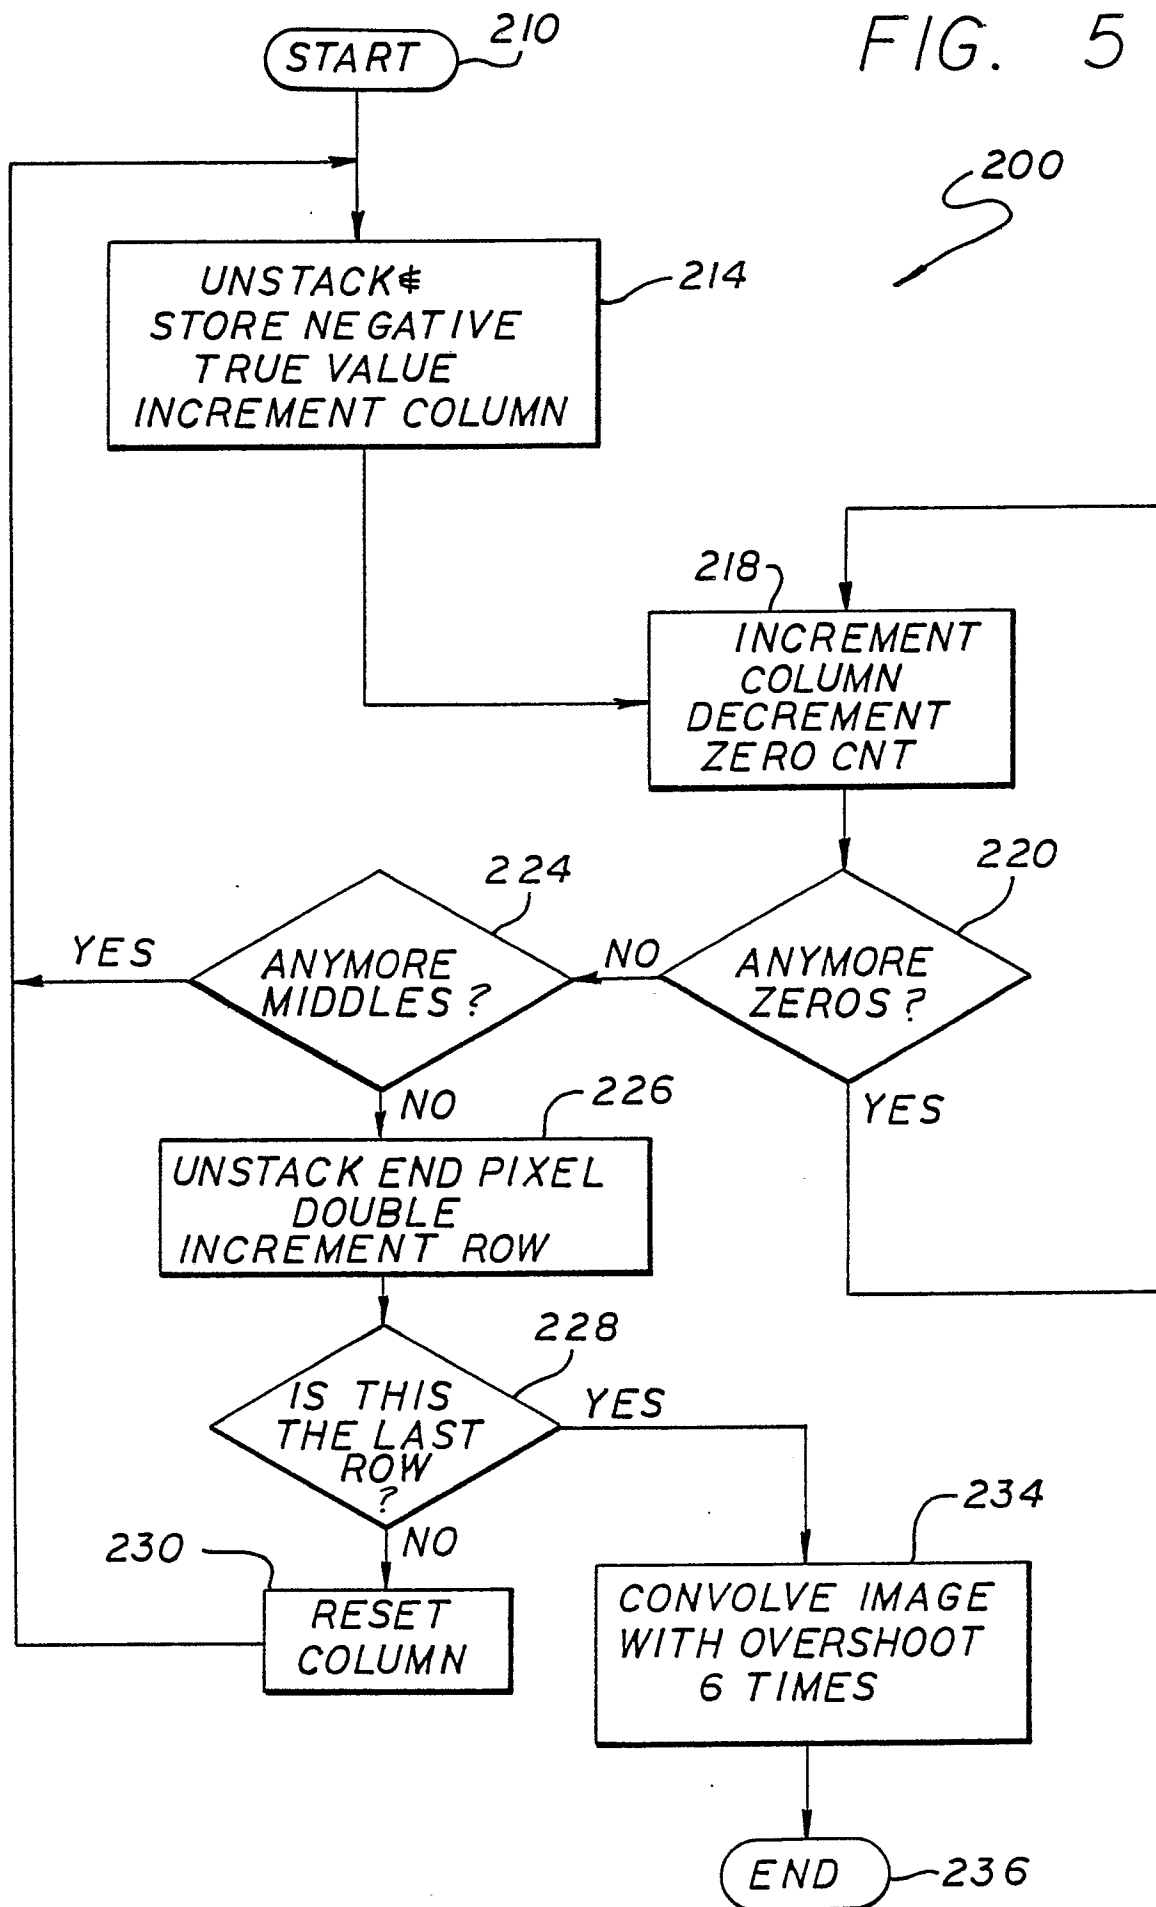 FIG. 5
START
210
200
UNSTACK &
STORE NEGATIVE
TRUE VALUE
INCREMENT COLUMN
214
218
INCREMENT
COLUMN
DECREMENT
ZERO CNT
220
ANYMORE
ZEROS ?
NO
YES
224
ANYMORE
MIDDLES ?
YES
NO
226
UNSTACK END PIXEL
DOUBLE
INCREMENT ROW
228
IS THIS
THE LAST
ROW
?
YES
NO
230
RESET
COLUMN
234
CONVOLVE IMAGE
WITH OVERSHOOT
6 TIMES
END
236